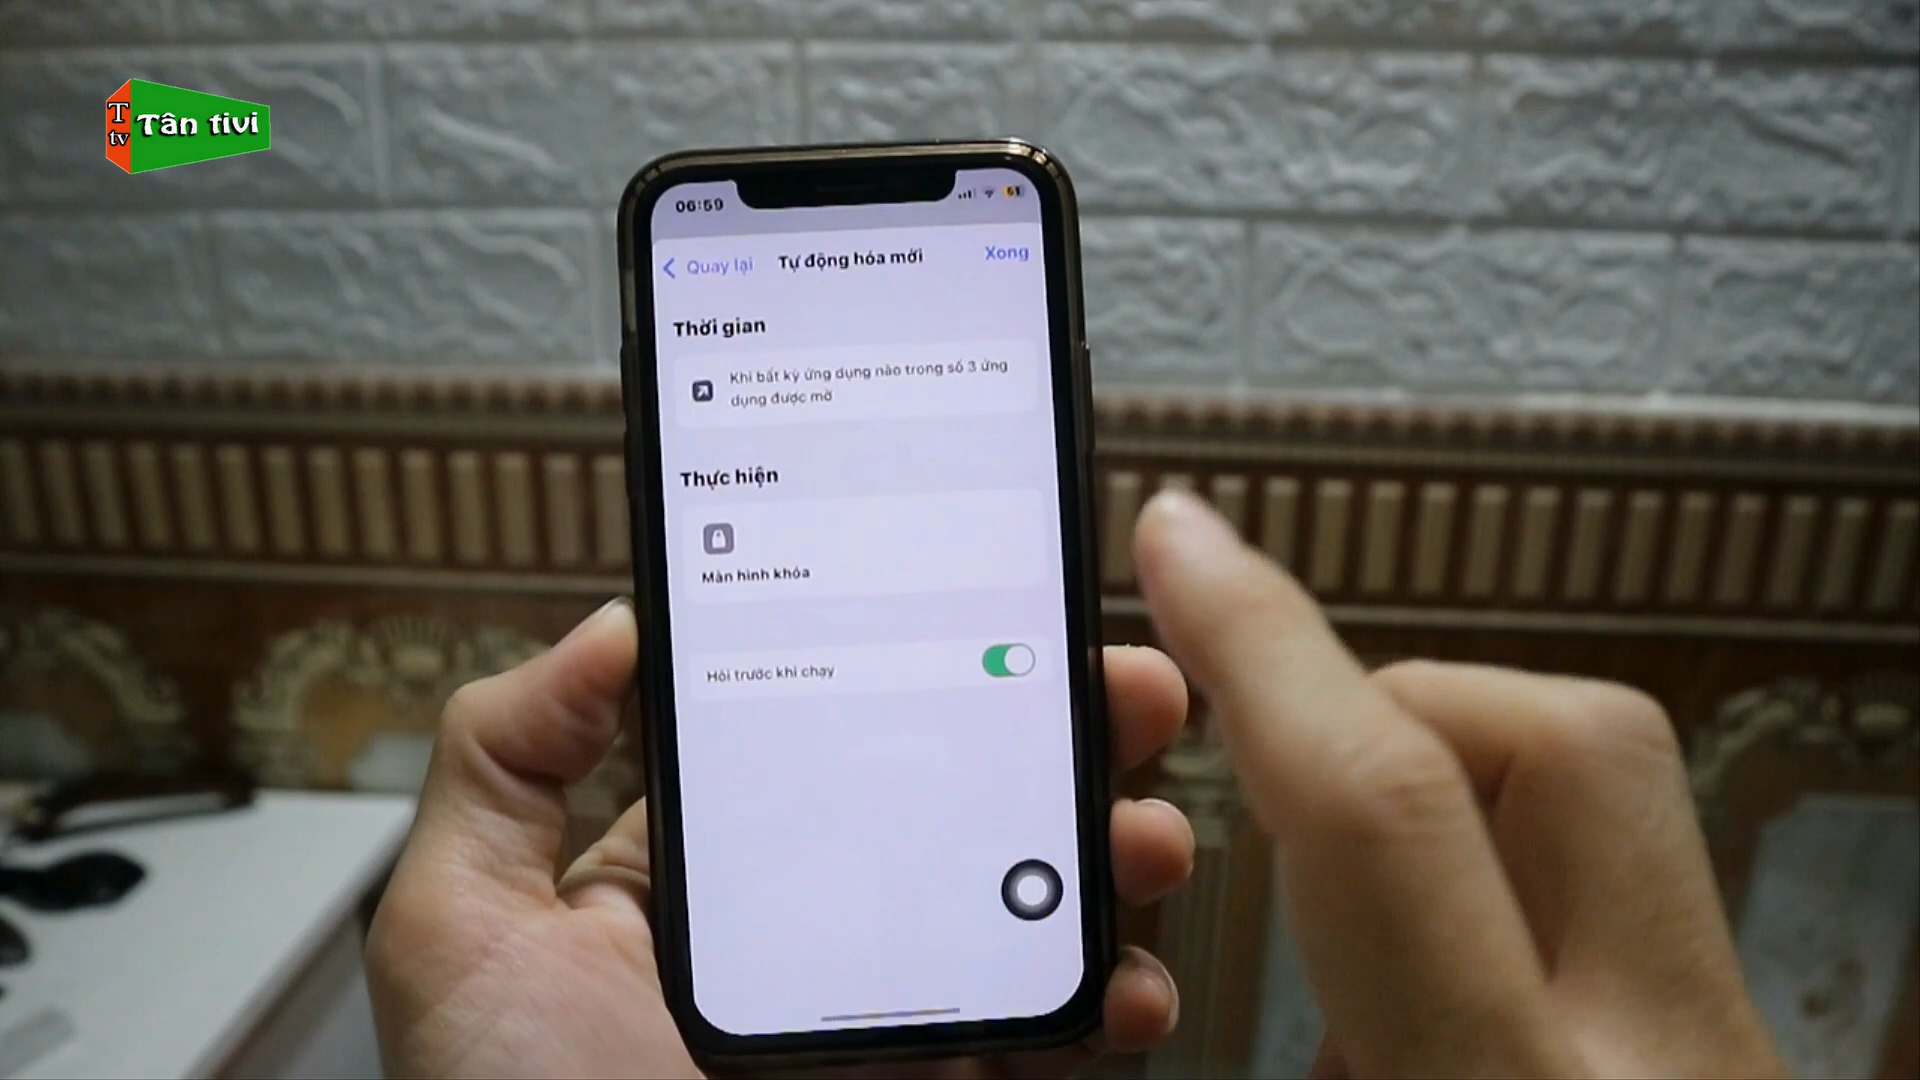 T
tv
Tân tivi
06:59
51
Quay lại
Tự động hóa mới
Xong
Thời gian
Khi bất kỳ ứng dụng nào trong số 3 ứng
dụng được mở
Thực hiện
Màn hình khóa
Hỏi trước khi chạy